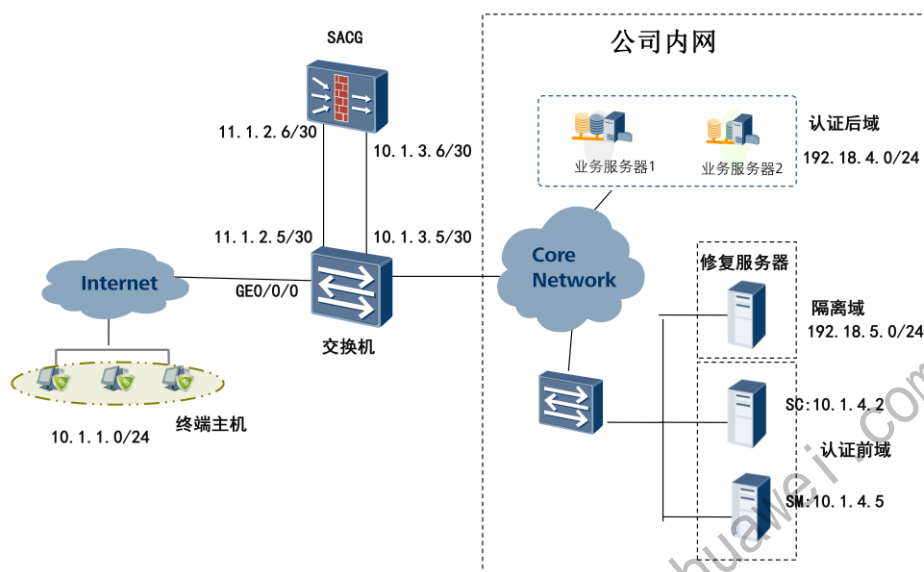 SACG
公司内网
11.1.2.6/30
10.1.3.6/30
业务服务器1
业务服务器2
认证后域
192.18.4.0/24
11.1.2.5/30
10.1.3.5/30
Internet
GE0/0/0
交换机
Core
Network
修复服务器
隔离域
192.18.5.0/24
终端主机
10.1.1.0/24
SC:10.1.4.2
认证前域
SM:10.1.4.5
huawei.com